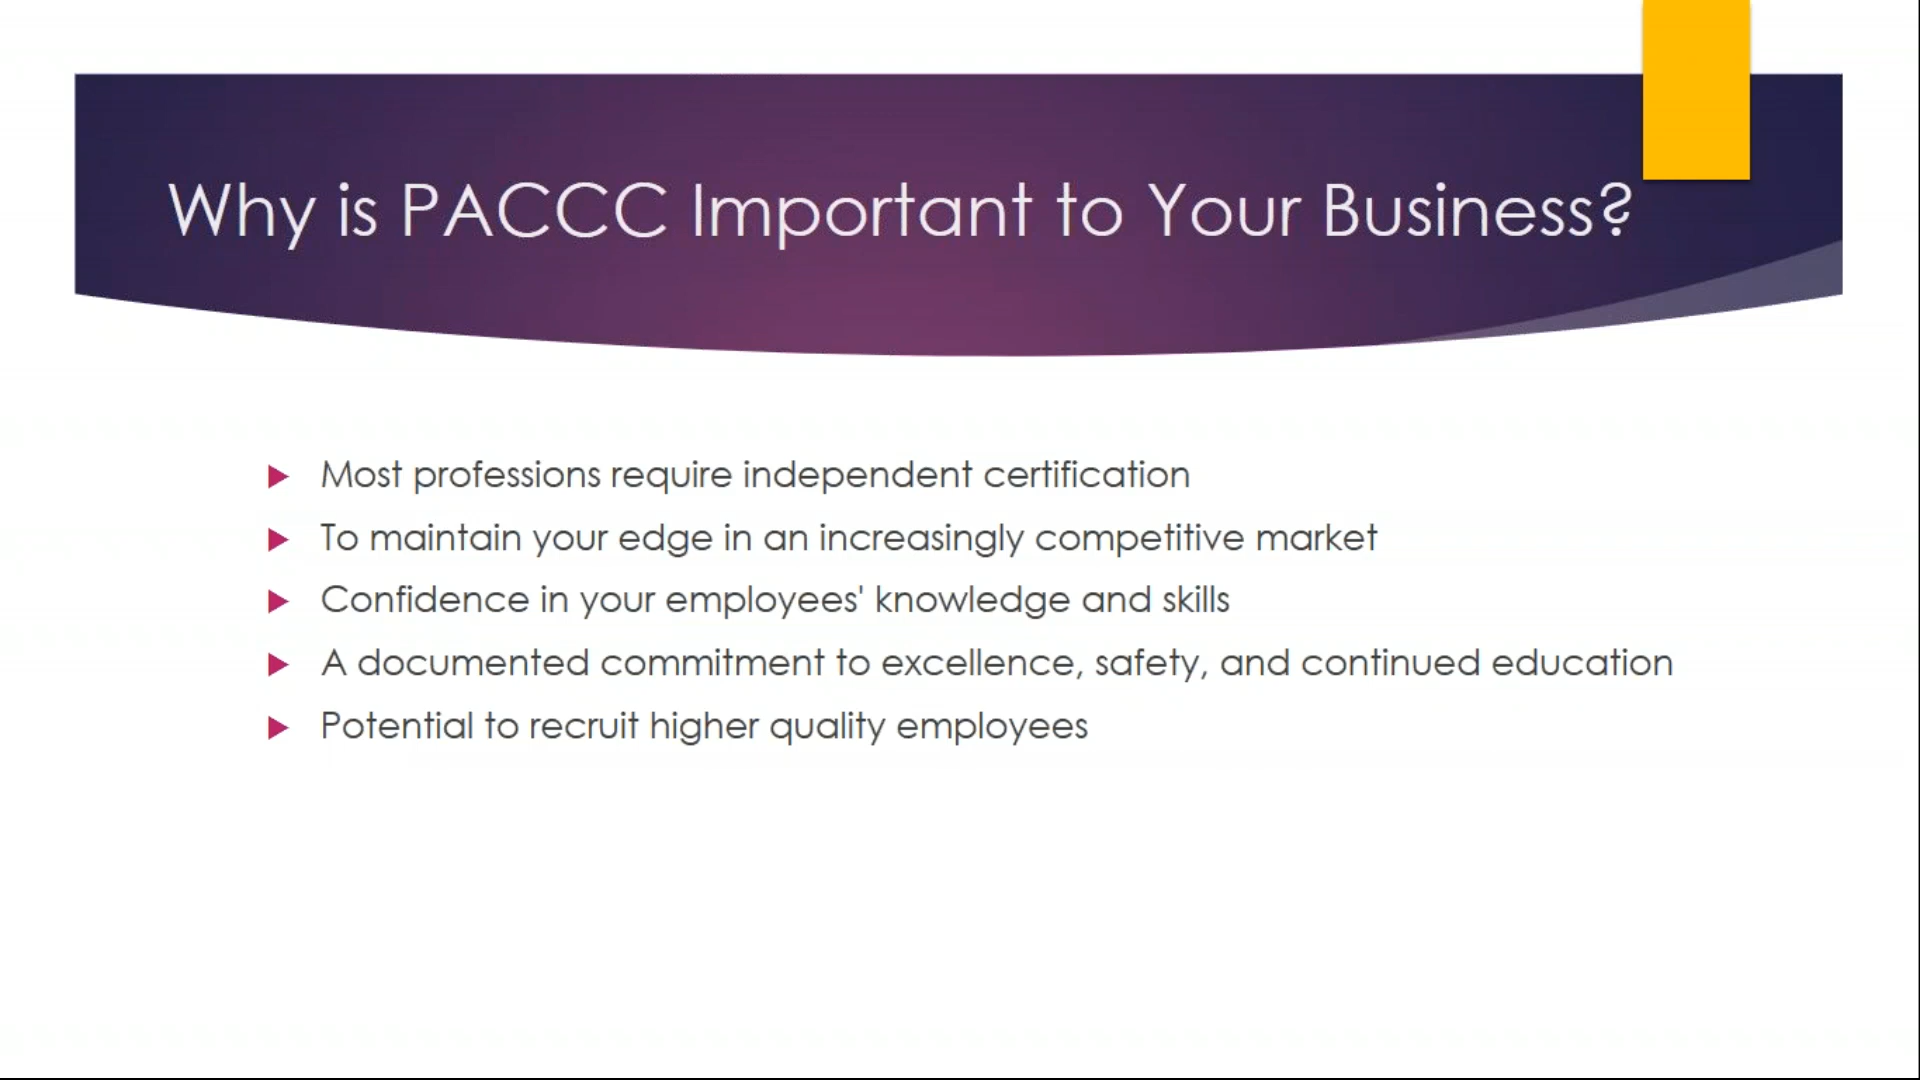 Why is PACCC Important to Your Business?
Most professions require independent certification
To maintain your edge in an increasingly competitive market
Confidence in your employees' knowledge and skills
A documented commitment to excellence, safety, and continued education
Potential to recruit higher quality employees